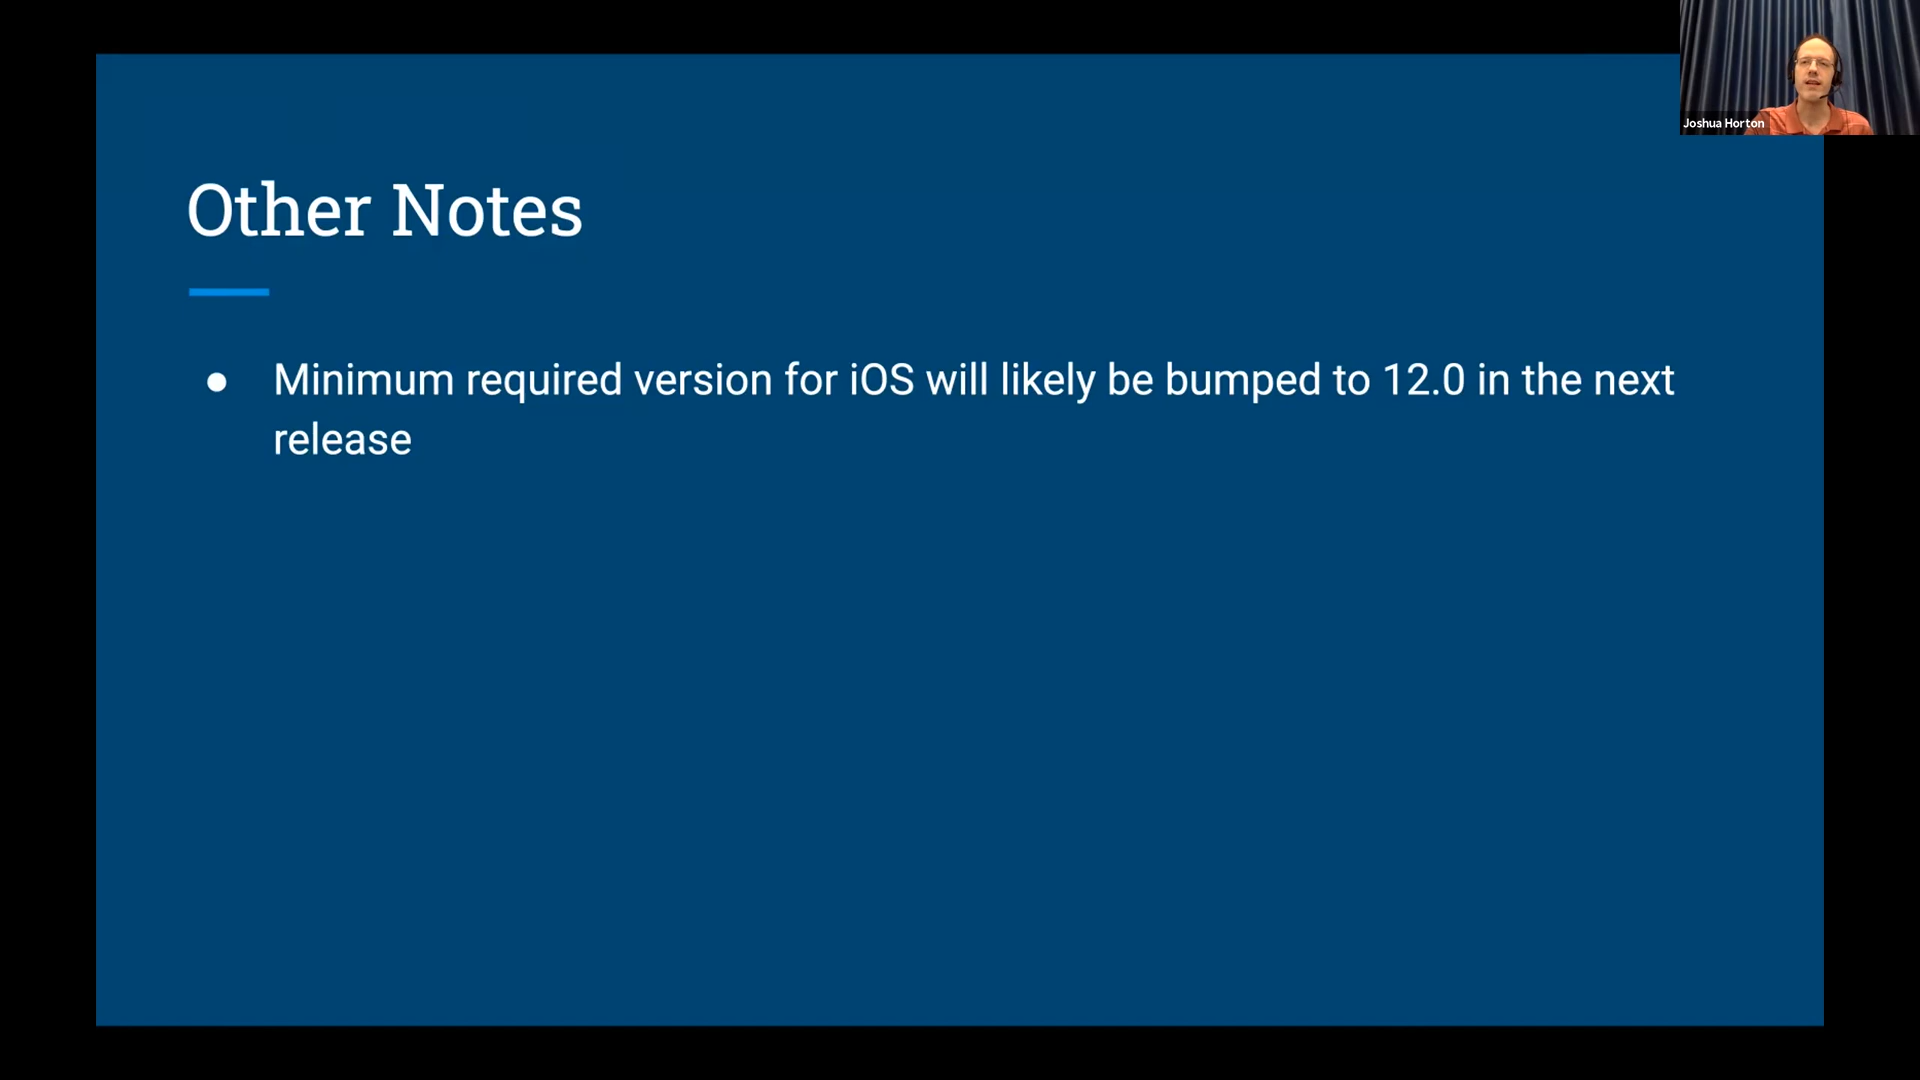 Joshua Horton
Other Notes
● Minimum required version for iOS will likely be bumped to 12.0 in the next
release